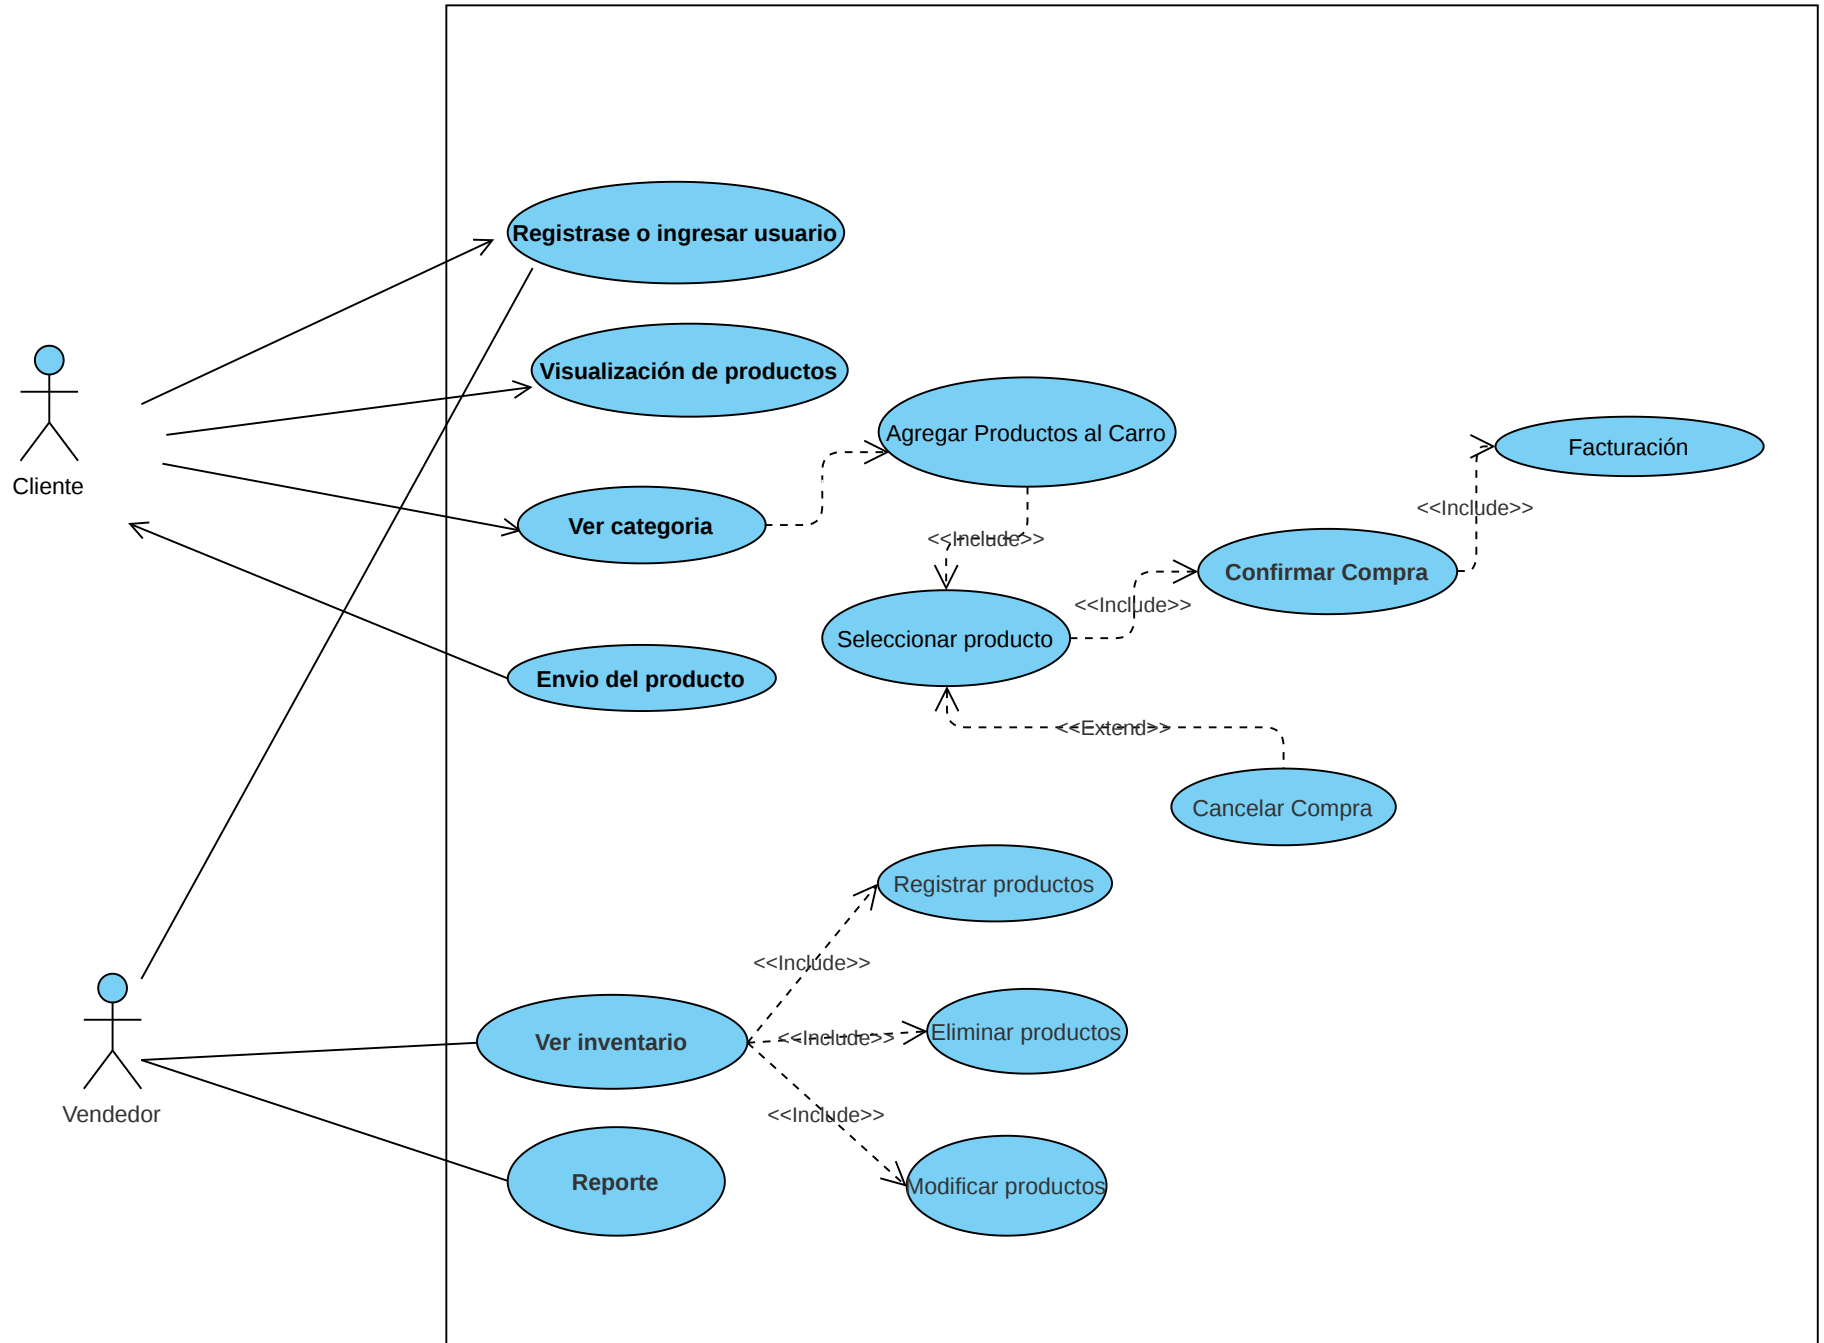 Registrase o ingresar usuario
Visualización de productos
Cliente
Agregar Productos al Carro
Facturación
Ver categoria
<<Include>>
<<Include>>
Confirmar Compra
<<Include>>
Seleccionar producto
Envio del producto
<<Extend>>
Cancelar Compra
Registrar productos
<<Include>>
Vendedor
Ver inventario
<<Include>>
Eliminar productos
<<Include>>
Reporte
Modificar productos